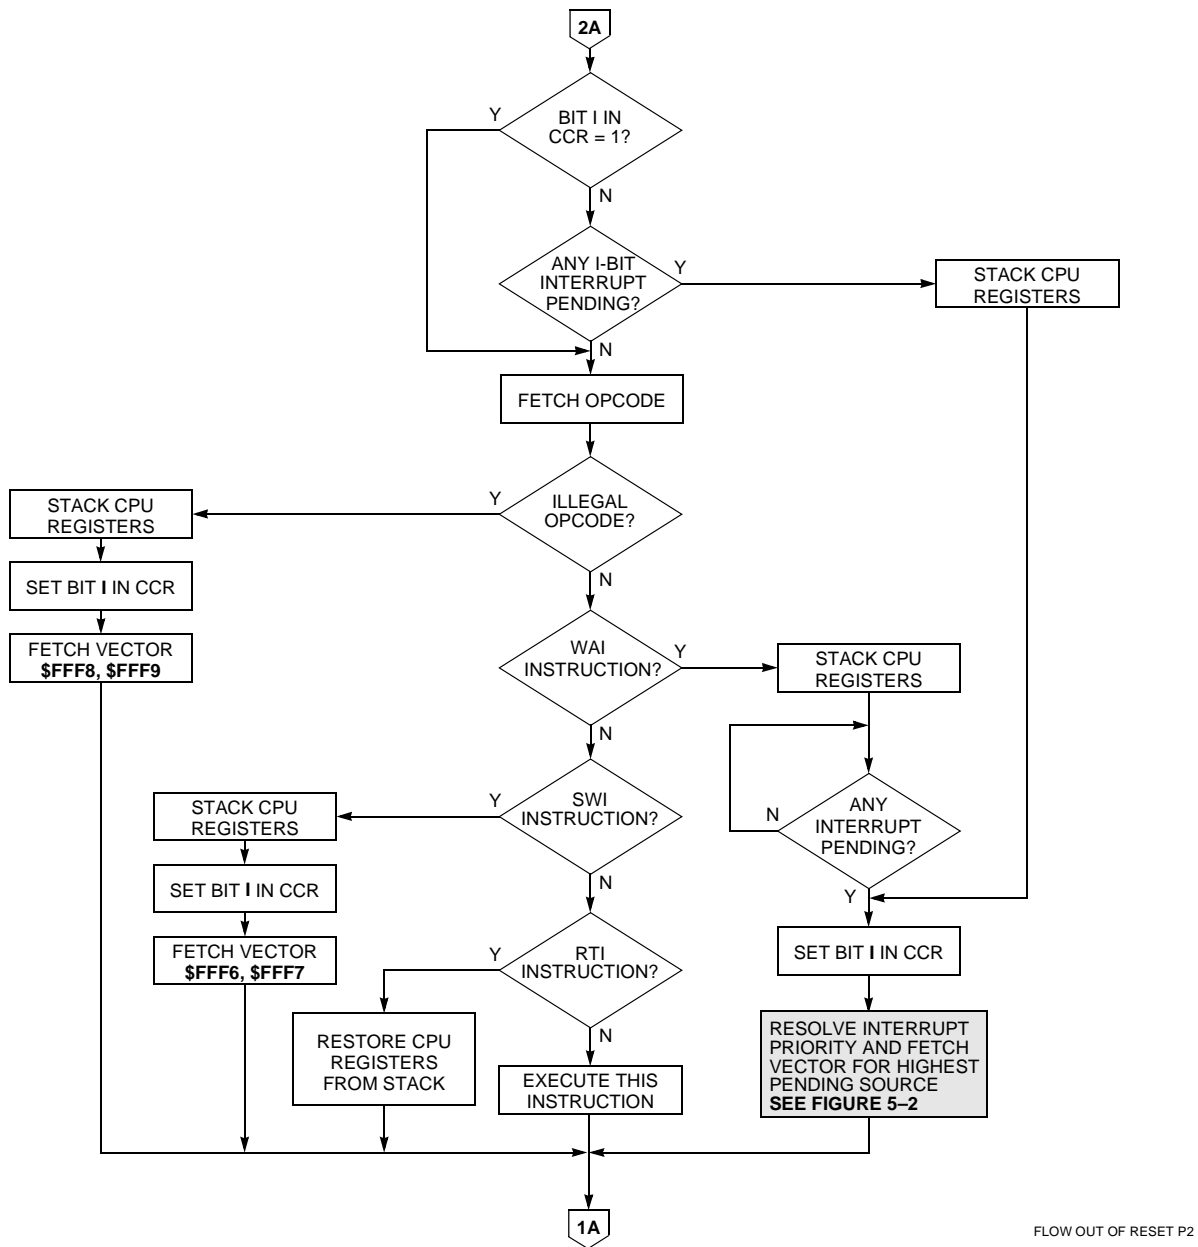 2A
BIT I IN
CCR = 1?
Y
N
ANY I-BIT
INTERRUPT
PENDING?
Y
N
STACK CPU
REGISTERS
FETCH OPCODE
ILLEGAL
OPCODE?
Y
N
STACK CPU
REGISTERS
SET BIT I IN CCR
FETCH VECTOR
$FFF8, $FFF9
WAI
INSTRUCTION?
Y
N
STACK CPU
REGISTERS
ANY
INTERRUPT
PENDING?
N
Y
SWI
INSTRUCTION?
Y
N
STACK CPU
REGISTERS
SET BIT I IN CCR
FETCH VECTOR
$FFF6, $FFF7
RTI
INSTRUCTION?
Y
N
RESTORE CPU
REGISTERS
FROM STACK
EXECUTE THIS
INSTRUCTION
SET BIT I IN CCR
RESOLVE INTERRUPT
PRIORITY AND FETCH
VECTOR FOR HIGHEST
PENDING SOURCE
SEE FIGURE 5–2
1A
FLOW OUT OF RESET P2